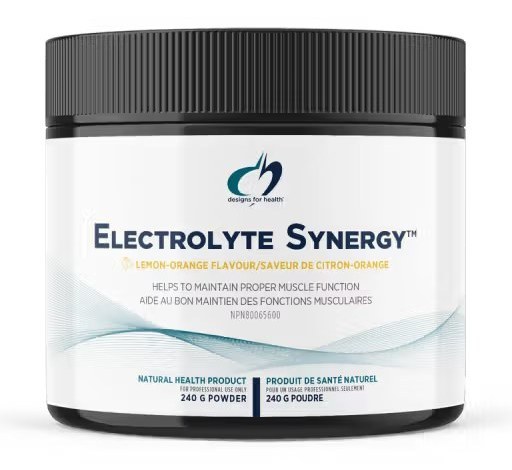 designs for health
ELECTROLYTE SYNERGY™
LEMON-ORANGE FLAVOUR/SAVEUR DE CITRON-ORANGE
HELPS TO MAINTAIN PROPER MUSCLE FUNCTION
AIDE AU BON MAINTIEN DES FONCTIONS MUSCULAIRES
NPN80065600
NATURAL HEALTH PRODUCT
FOR PROFESSIONAL USE ONLY
240 G POWDER
PRODUIT DE SANTÉ NATUREL
POUR UN USAGE PROFESSIONNEL SEULEMENT
240 G POUDRE